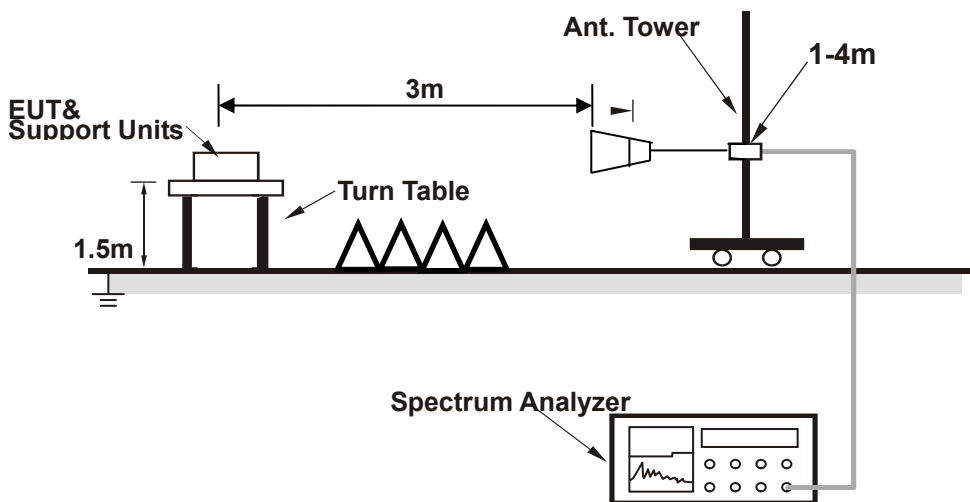 Ant. Tower
1-4m
3m
EUT&
Support Units
Turn Table
1.5m
Spectrum Analyzer